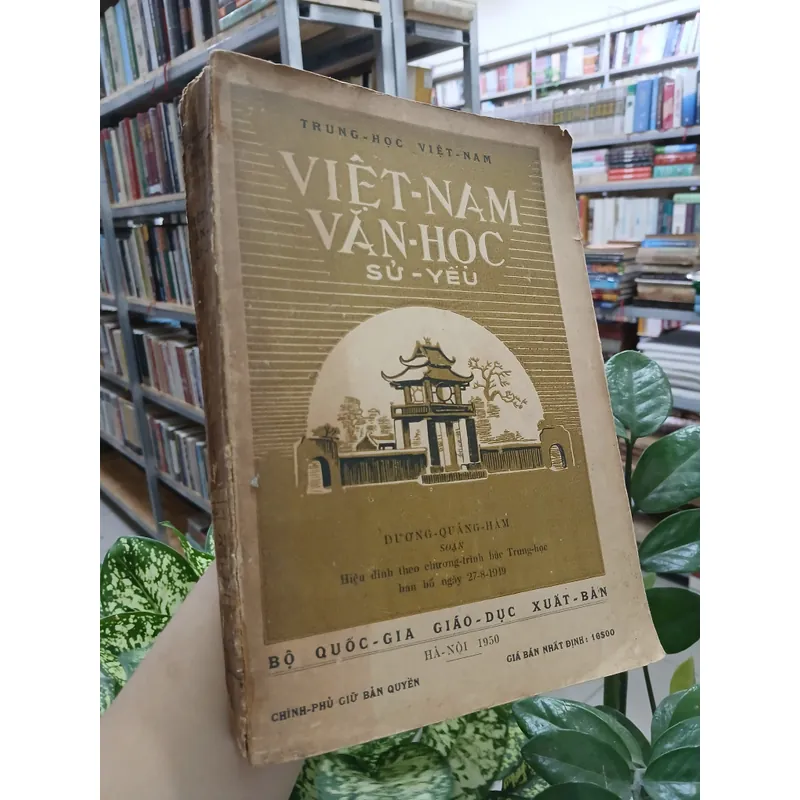 TRUNG-HỌC VIỆT-NAM
VIỆT-NAM
VĂN-HỌC
SỬ-YẾU
DƯƠNG-QUẢNG-HÀM
SOẠN
Hiệu đính theo chương-trình bậc Trung-học
ban bố ngày 27-8-1949
BỘ QUỐC-GIA GIÁO-DỤC XUẤT-BẢN
HÀ-NỘI 1950
CHÍNH-PHỦ GIỮ BẢN QUYỀN
GIÁ BÁN NHẤT ĐỊNH: 16$00